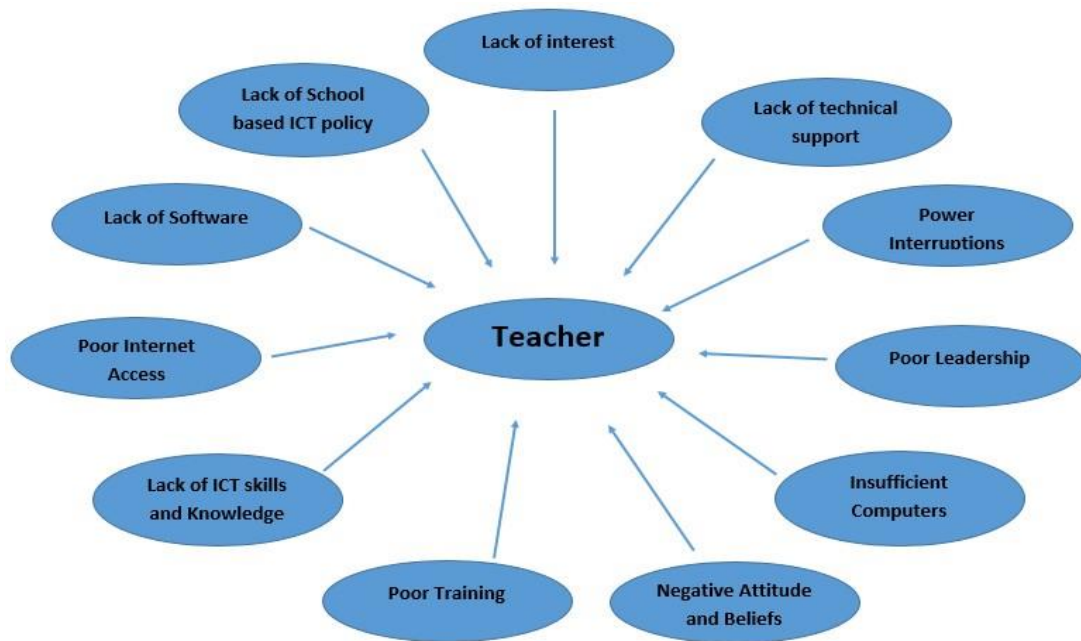 Lack of interest
Lack of School
based ICT policy
Lack of technical
support
Lack of Software
Power
Interruptions
Teacher
Poor Internet
Access
Poor Leadership
Lack of ICT skills
and Knowledge
Insufficient
Computers
Poor Training
Negative Attitude
and Beliefs